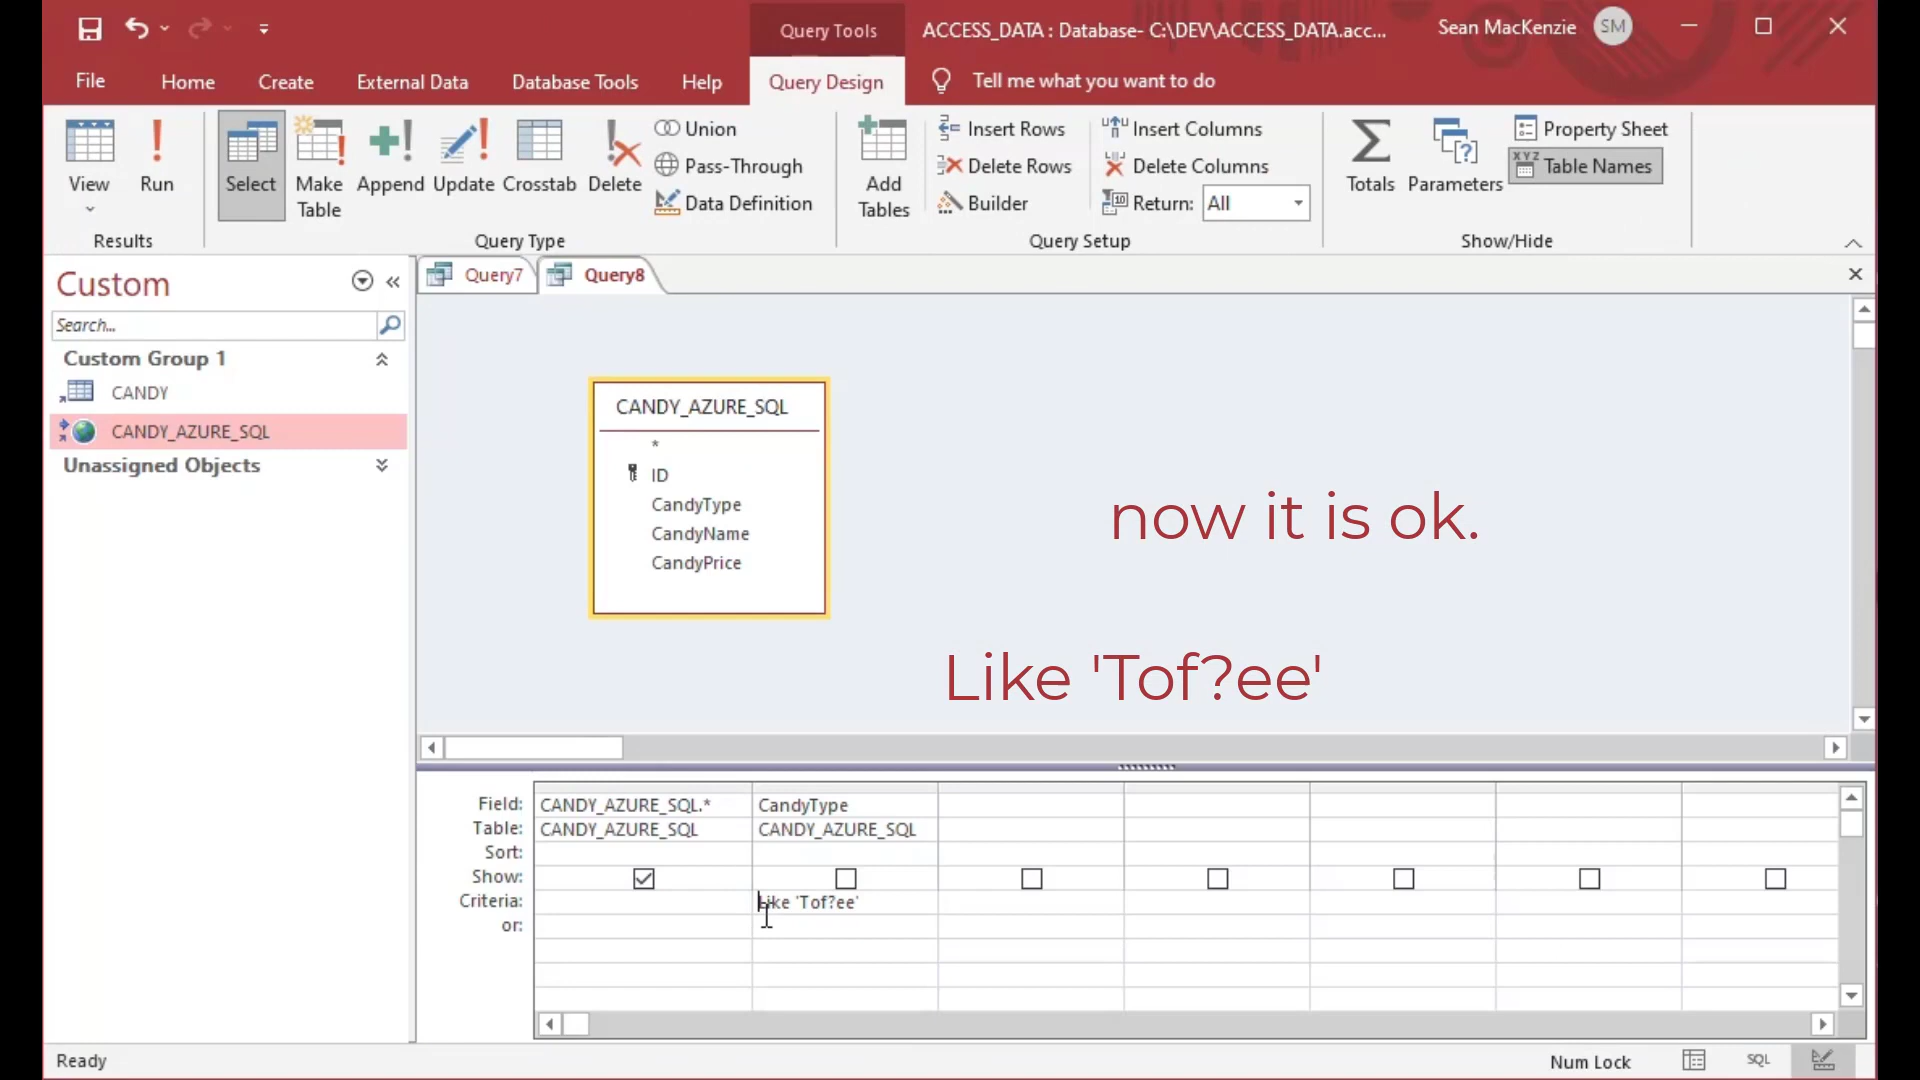 Query Tools
ACCESS_DATA : Database- C:\DEV\ACCESS_DATA.acc...
Sean MacKenzie
SM
File
Home
Create
External Data
Database Tools
Help
Query Design
Tell me what you want to do
View
Run
Select
Make Table
Append
Update
Crosstab
Delete
Union
Pass-Through
Data Definition
Add Tables
Insert Rows
Delete Rows
Builder
Insert Columns
Delete Columns
Return: All
Totals
Parameters
Property Sheet
Table Names
Results
Query Type
Query Setup
Show/Hide
Custom
Search...
Custom Group 1
CANDY
CANDY_AZURE_SQL
Unassigned Objects
Query7
Query8
CANDY_AZURE_SQL
*
ID
CandyType
CandyName
CandyPrice
now it is ok.
Like 'Tof?ee'
Field: CANDY_AZURE_SQL.* CandyType
Table: CANDY_AZURE_SQL CANDY_AZURE_SQL
Sort:
Show:
Criteria: Like 'Tof?ee'
or:
Ready
Num Lock
SQL